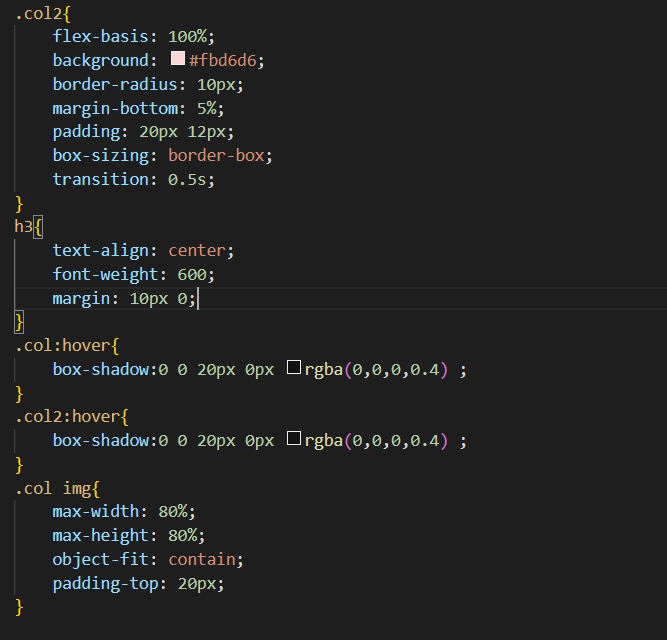 .col2{
    flex-basis: 100%;
    background: #fbd6d6;
    border-radius: 10px;
    margin-bottom: 5%;
    padding: 20px 12px;
    box-sizing: border-box;
    transition: 0.5s;
}
h3{
    text-align: center;
    font-weight: 600;
    margin: 10px 0;
}
.col:hover{
    box-shadow:0 0 20px 0px rgba(0,0,0,0.4) ;
}
.col2:hover{
    box-shadow:0 0 20px 0px rgba(0,0,0,0.4) ;
}
.col img{
    max-width: 80%;
    max-height: 80%;
    object-fit: contain;
    padding-top: 20px;
}